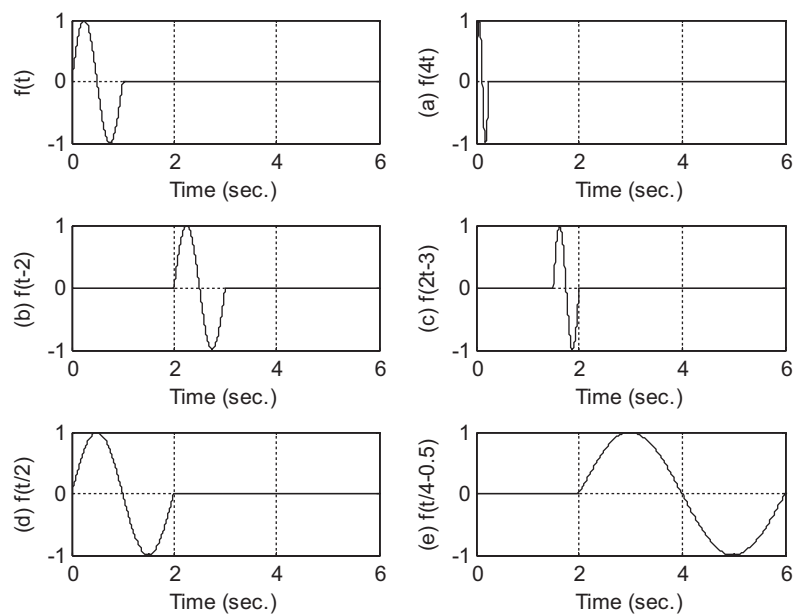 f(t)
1
0
-1
0 2 4 6
Time (sec.)
(a) f(4t)
1
0
-1
0 2 4 6
Time (sec.)
(b) f(t-2)
1
0
-1
0 2 4 6
Time (sec.)
(c) f(2t-3)
1
0
-1
0 2 4 6
Time (sec.)
(d) f(t/2)
1
0
-1
0 2 4 6
Time (sec.)
(e) f(t/4-0.5)
1
0
-1
0 2 4 6
Time (sec.)